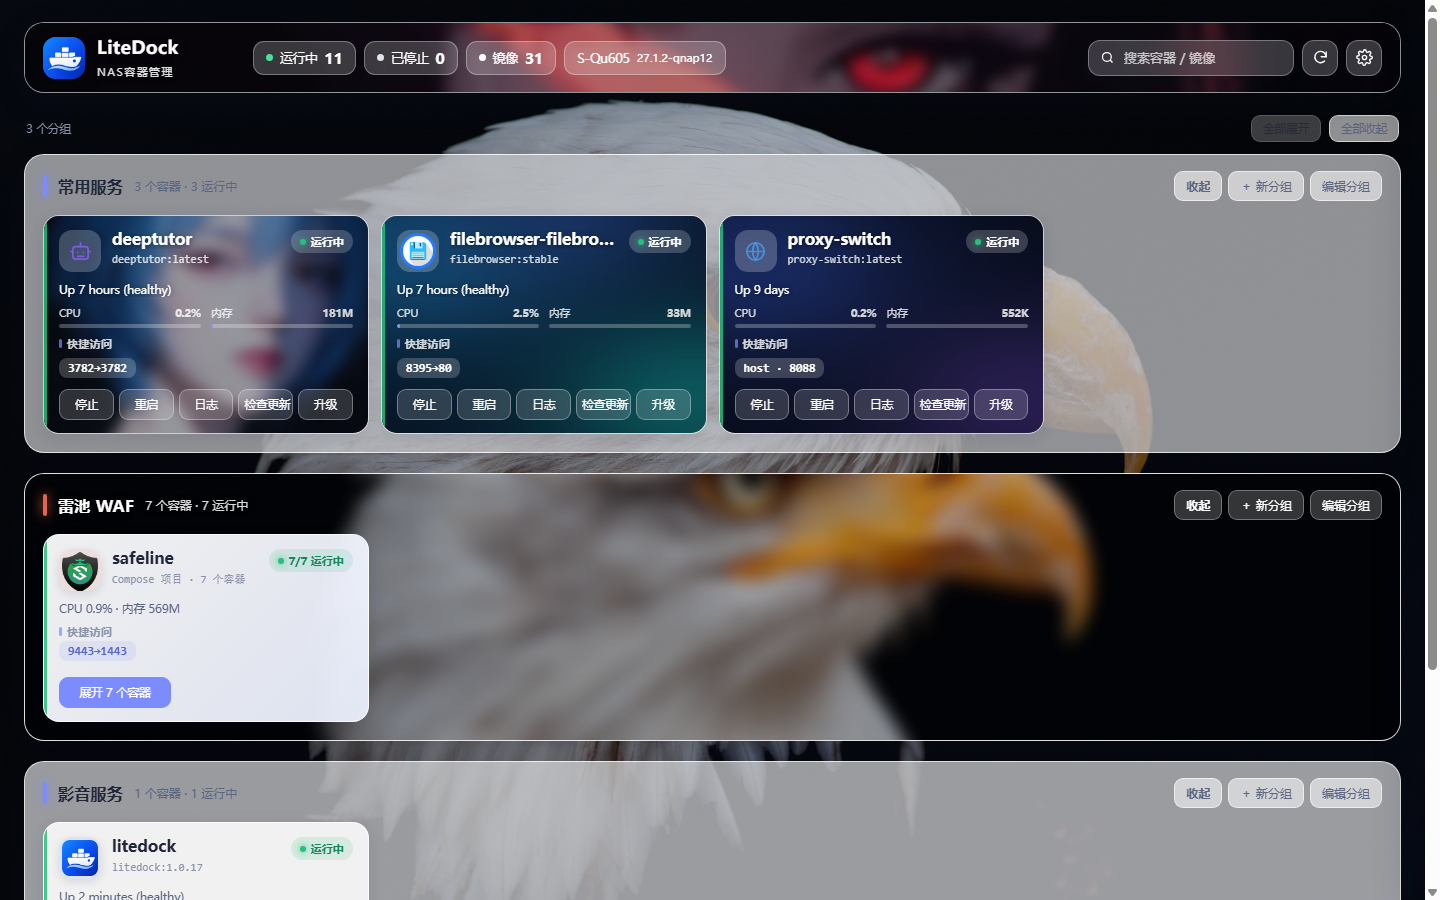 LiteDock
NAS容器管理
运行中 11
已停止 0
镜像 31
S-Qu605 27.1.2-qnap12
搜索容器 / 镜像
3 个分组
全部展开
全部收起
常用服务 3 个容器 · 3 运行中
收起
+ 新分组
编辑分组
deeptutor
运行中
deeptutor:latest
Up 7 hours (healthy)
CPU 0.2% 内存 181M
快捷访问
3782→3782
停止 重启 日志 检查更新 升级
filebrowser-filebro...
运行中
filebrowser:stable
Up 7 hours (healthy)
CPU 2.5% 内存 33M
快捷访问
8395→80
停止 重启 日志 检查更新 升级
proxy-switch
运行中
proxy-switch:latest
Up 9 days
CPU 0.2% 内存 552K
快捷访问
host · 8088
停止 重启 日志 检查更新 升级
雷池 WAF 7 个容器 · 7 运行中
收起
+ 新分组
编辑分组
safeline
7/7 运行中
Compose 项目 · 7 个容器
CPU 0.9% · 内存 569M
快捷访问
9443→1443
展开 7 个容器
影音服务 1 个容器 · 1 运行中
收起
+ 新分组
编辑分组
litedock
运行中
litedock:1.0.17
Up 2 minutes (healthy)